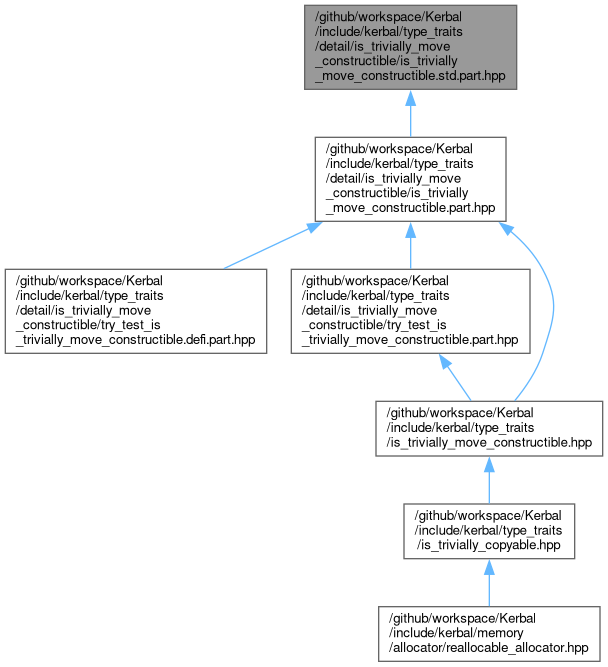 /github/workspace/Kerbal
/include/kerbal/type_traits
/detail/is_trivially_move
_constructible/is_trivially
_move_constructible.std.part.hpp
/github/workspace/Kerbal
/include/kerbal/type_traits
/detail/is_trivially_move
_constructible/is_trivially
_move_constructible.part.hpp
/github/workspace/Kerbal
/include/kerbal/type_traits
/detail/is_trivially_move
_constructible/try_test_is
_trivially_move_constructible.defi.part.hpp
/github/workspace/Kerbal
/include/kerbal/type_traits
/detail/is_trivially_move
_constructible/try_test_is
_trivially_move_constructible.part.hpp
/github/workspace/Kerbal
/include/kerbal/type_traits
/is_trivially_move_constructible.hpp
/github/workspace/Kerbal
/include/kerbal/type_traits
/is_trivially_copyable.hpp
/github/workspace/Kerbal
/include/kerbal/memory
/allocator/reallocable_allocator.hpp